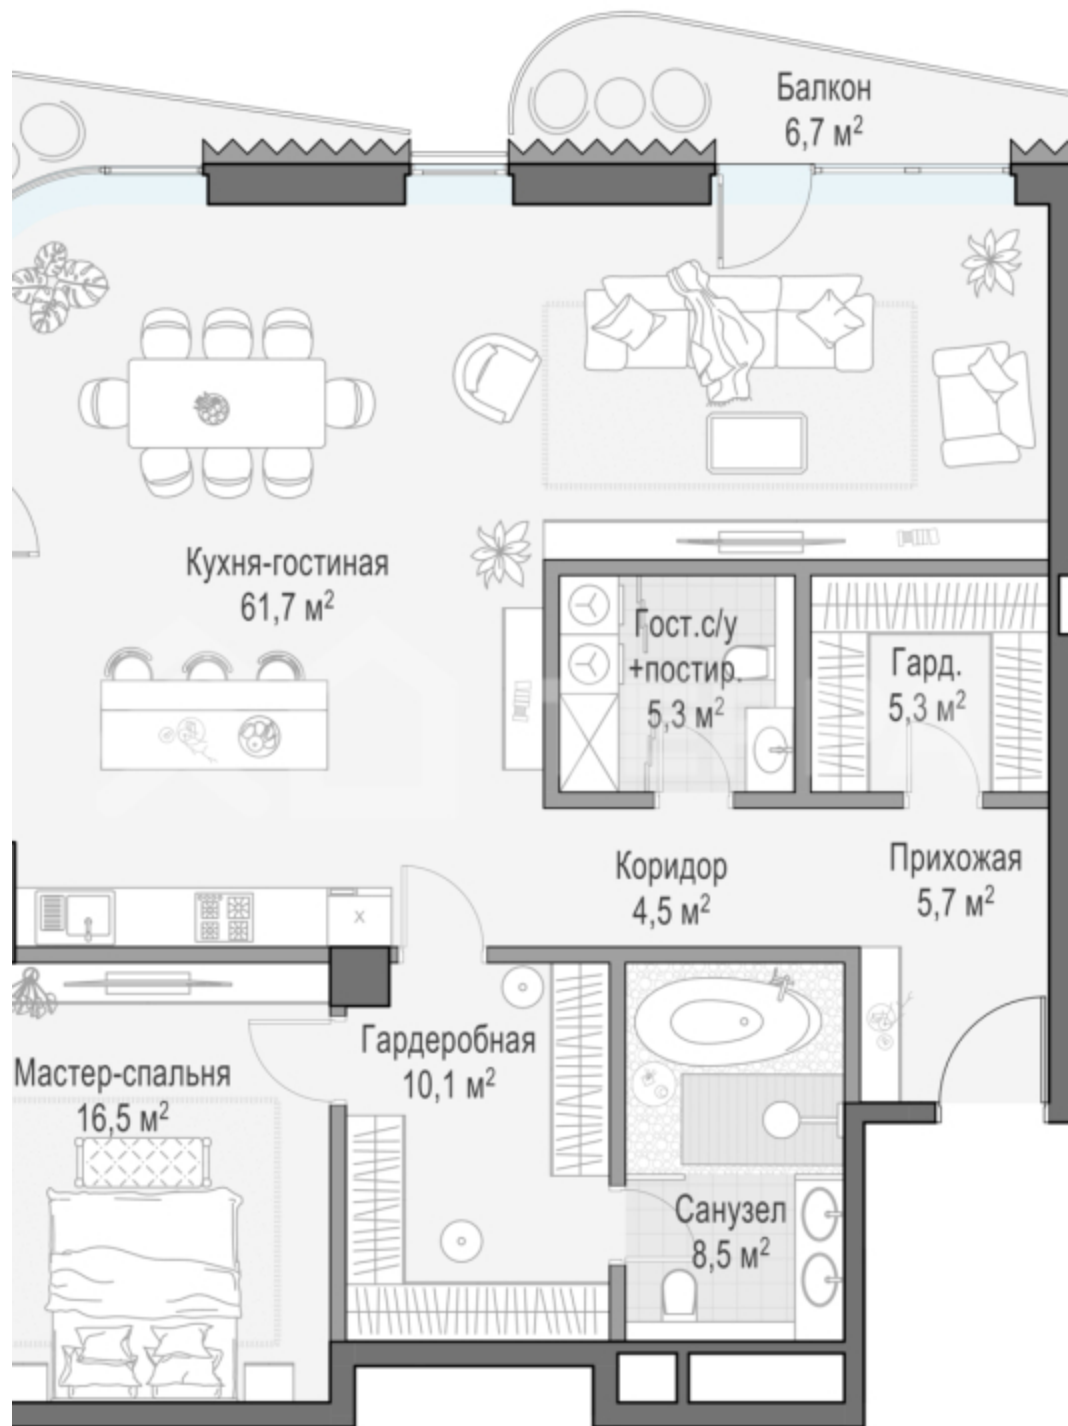 Балкон
6,7 м²
Кухня-гостиная
61,7 м²
Гост.с/у
+постир.
5,3 м²
Гард.
5,3 м²
Коридор
4,5 м²
Прихожая
5,7 м²
X
Гардеробная
10,1 м²
Мастер-спальня
16,5 м²
Санузел
8,5 м²